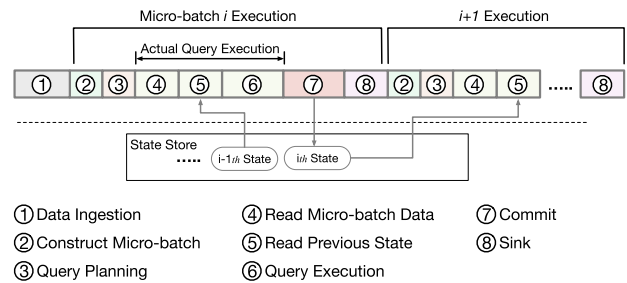 Micro-batch i Execution
i+1 Execution
Actual Query Execution
1 2 3 4 5 6 7 8 2 3 4 5 ..... 8
State Store
..... i-1th State ith State
1 Data Ingestion 4 Read Micro-batch Data 7 Commit
2 Construct Micro-batch 5 Read Previous State 8 Sink
3 Query Planning 6 Query Execution